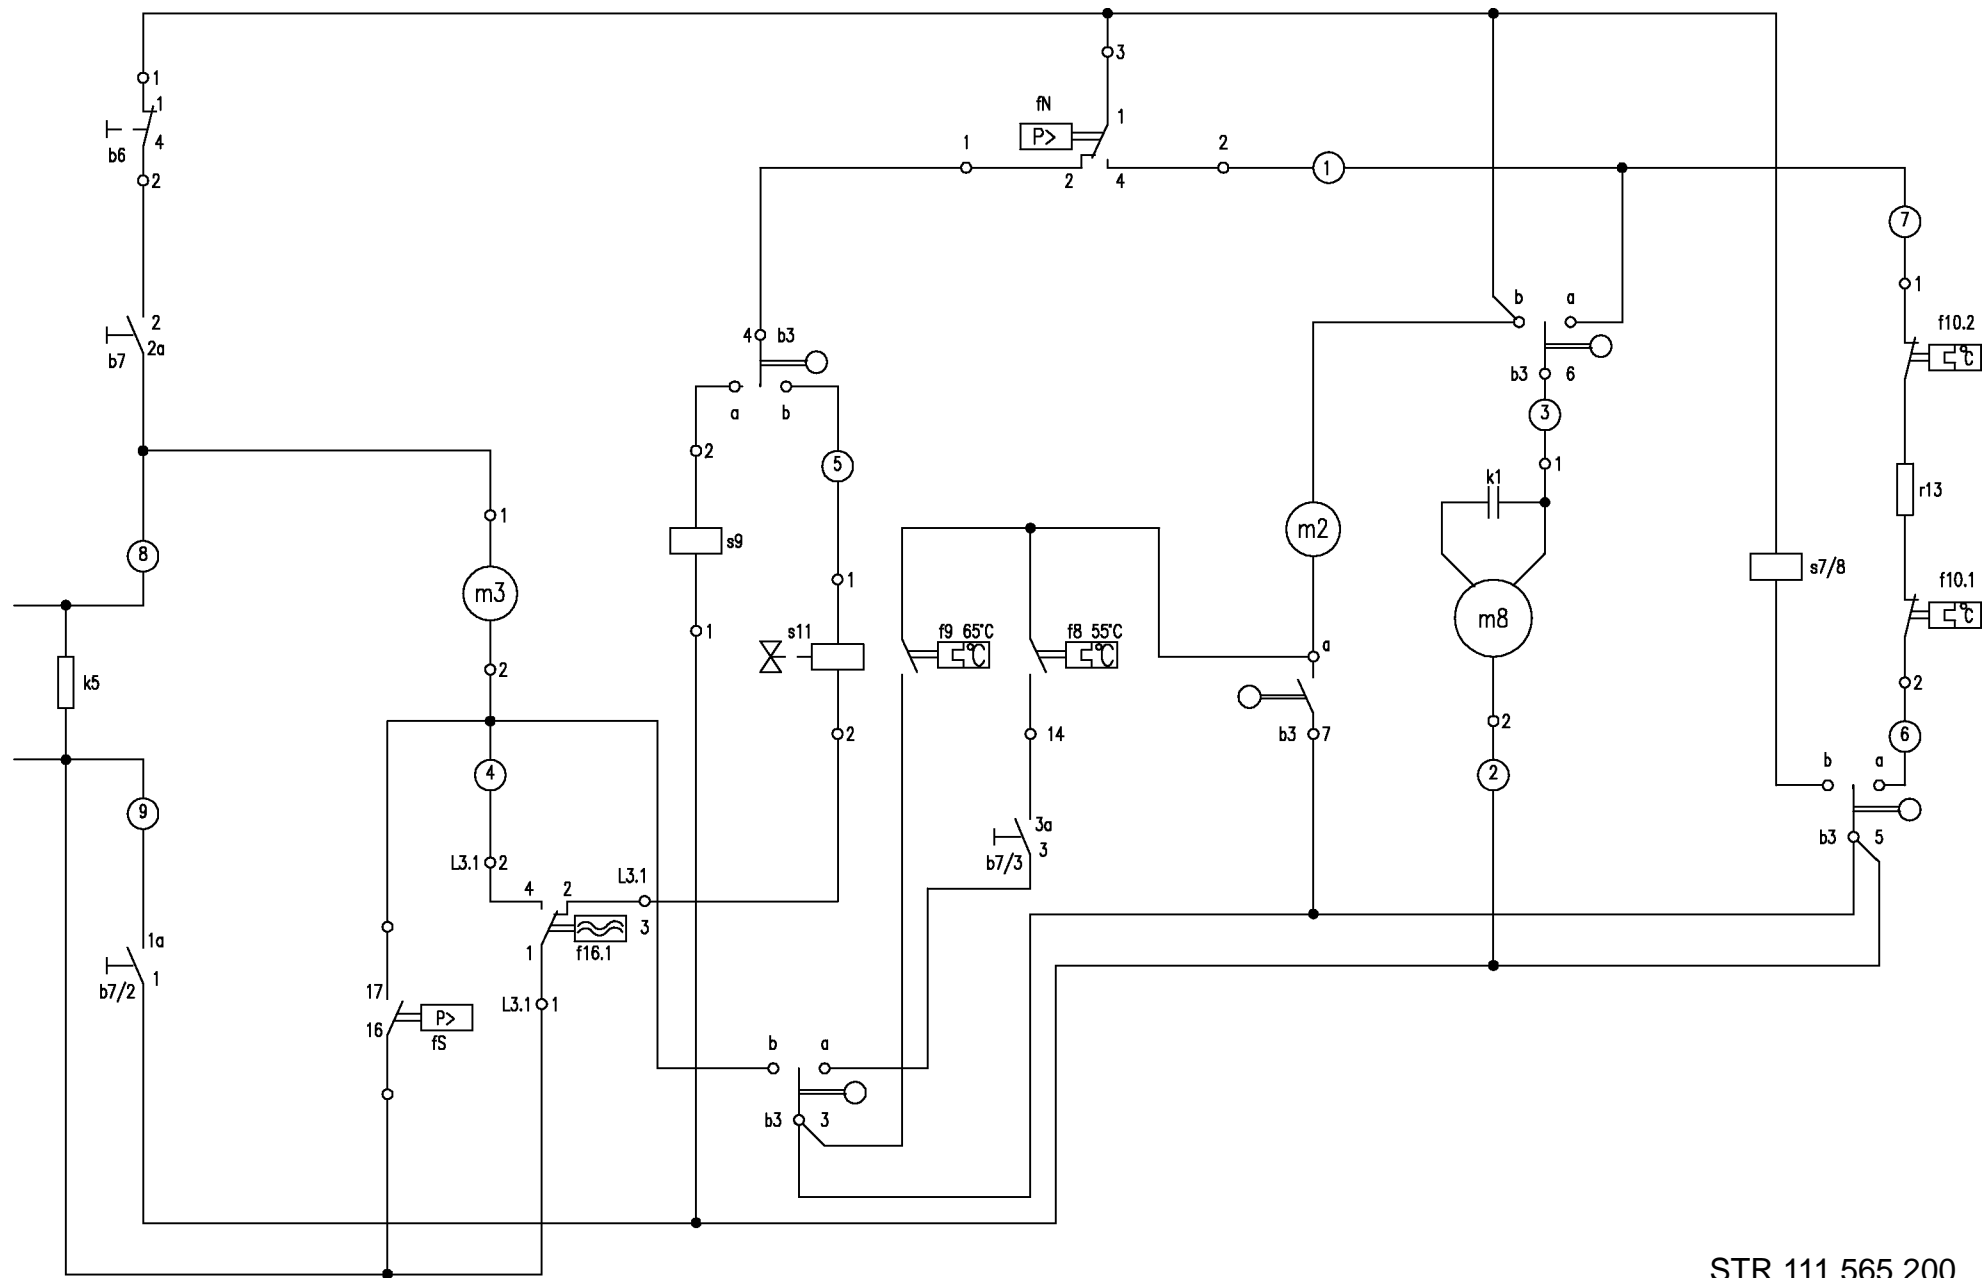 1
3
1
b6
4
2
fN
P>
1
1
2
2
4
1
7
1
f10.2
°C
2
b7
2a
4
b3
a
b
b
a
b3
6
3
1
k1
2
5
8
1
m3
s9
m2
r13
s7/8
f10.1
°C
1
m8
1
s11
f9 65°C
°C
f8 55°C
°C
a
k5
2
2
14
b3
7
2
2
6
4
2
b
a
b3
5
9
3a
b7/3
3
L3.1
2
4
2
L3.1
3
f16.1
1
1a
b7/2
1
17
16
P>
fS
L3.1
1
b
a
b3
3
STR 111 565 200